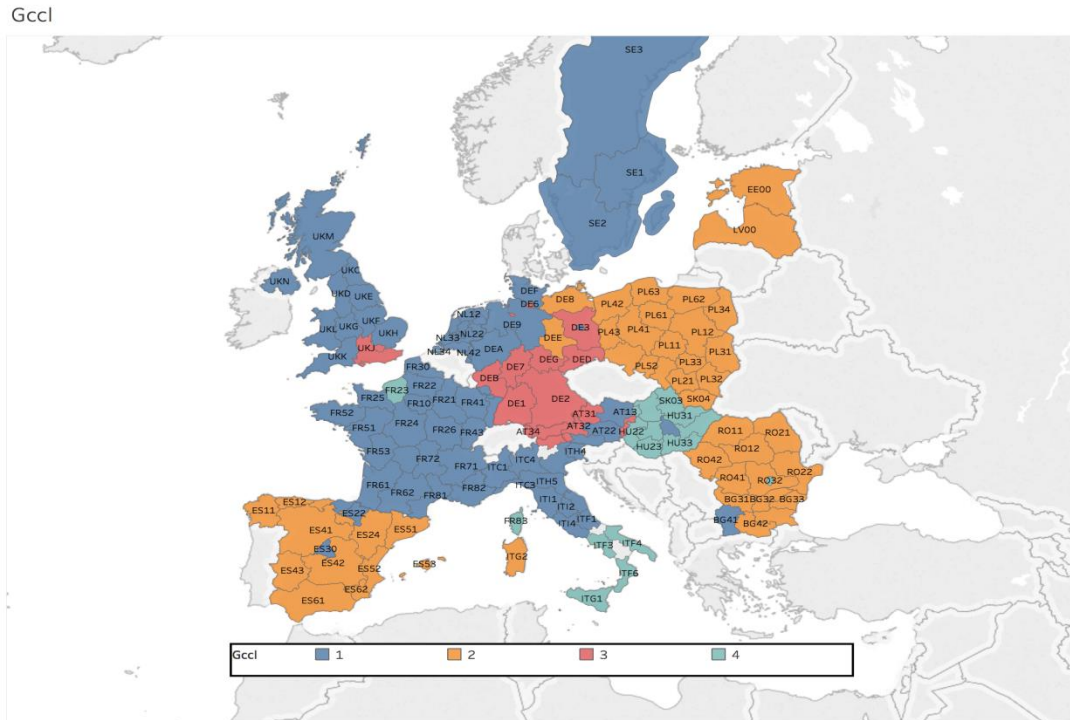 Gccl
SE3
SE1
SE2
EE00
LV00
UKM
UKN
UKC
UKD
UKE
UKL
UKG
UKF
UKH
UKK
UKJ
DEF
DE6
DE8
NL12
DE9
DE3
NL33
NL22
DEE
NL34
NL42
DEA
DEG
DED
DE7
DEB
DE1
DE2
PL63
PL42
PL62
PL34
PL61
PL43
PL41
PL12
PL11
PL31
PL52
PL33
PL21
PL32
FR30
FR23
FR22
FR25
FR10
FR21
FR41
FR52
FR24
FR51
FR26
FR43
FR53
FR72
FR71
FR61
FR62
FR81
FR82
AT31
AT13
AT32
AT22
AT34
SK03
SK04
HU31
HU22
HU33
HU23
ITH4
ITC4
ITC1
ITH5
ITC3
ITI1
ITI2
ITI4
ITF1
RO11
RO21
RO12
RO42
RO22
RO41
RO32
BG31
BG32
BG33
BG41
BG42
ES12
ES11
ES22
ES41
ES24
ES51
ES30
ES42
ES43
ES52
ES53
ES62
ES61
FR83
ITG2
ITF3
ITF4
ITF6
ITG1
Gccl 1 2 3 4